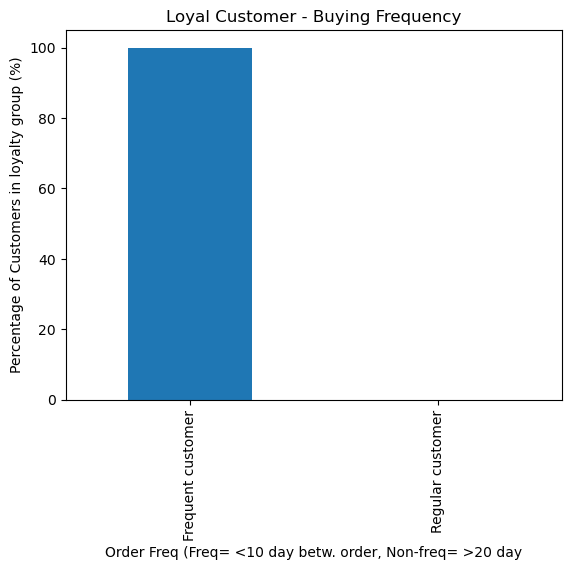 Loyal Customer - Buying Frequency
Percentage of Customers in loyalty group (%)
100
80
60
40
20
0
Frequent customer
Regular customer
Order Freq (Freq= <10 day betw. order, Non-freq= >20 day